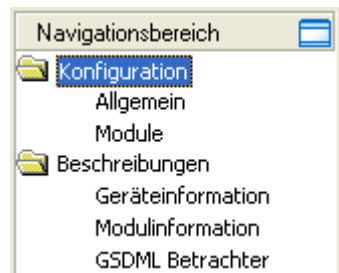 Navigationsbereich
Konfiguration
Allgemein
Module
Beschreibungen
Geräteinformation
Modulinformation
GSDML Betrachter